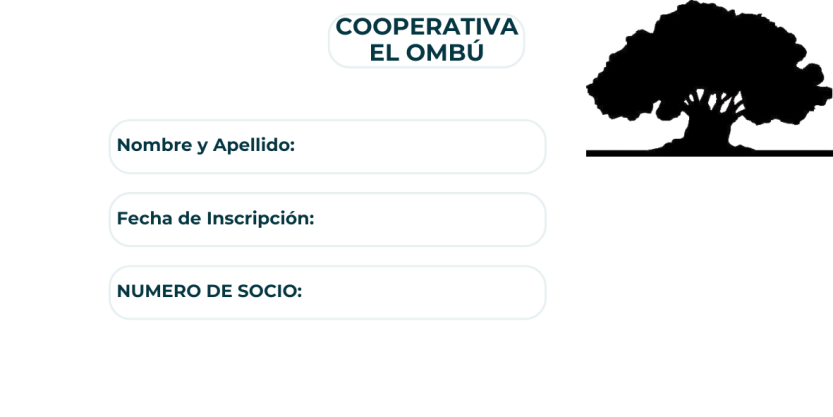 COOPERATIVA
EL OMBÚ
Nombre y Apellido:
Fecha de Inscripción:
NUMERO DE SOCIO: